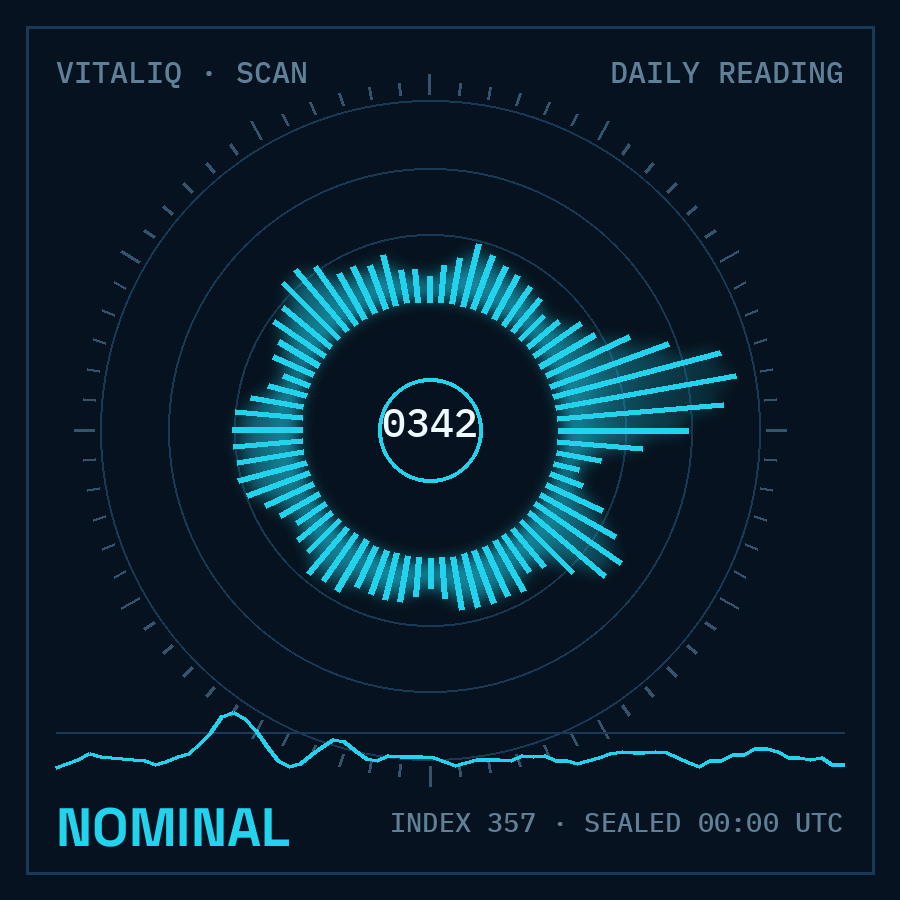 VITALIQ · SCAN
DAILY READING
0342
NOMINAL
INDEX 357 · SEALED 00:00 UTC